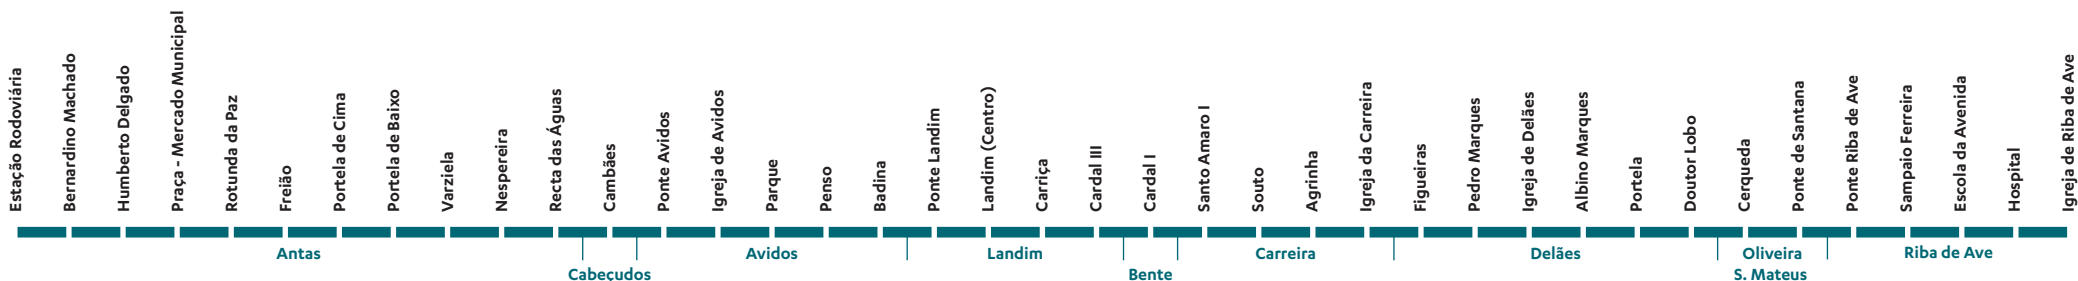 Estação Rodoviária
Bernardino Machado
Humberto Delgado
Praça - Mercado Municipal
Rotunda da Paz
Freião
Portela de Cima
Portela de Baixo
Varziela
Nespereira
Recta das Águas
Cambães
Ponte Avidos
Igreja de Avidos
Parque
Penso
Badina
Ponte Landim
Landim (Centro)
Carriça
Cardal III
Cardal I
Santo Amaro I
Souto
Agrinha
Igreja da Carreira
Figueiras
Pedro Marques
Igreja de Delães
Albino Marques
Portela
Doutor Lobo
Cerqueda
Ponte de Santana
Ponte Riba de Ave
Sampaio Ferreira
Escola da Avenida
Hospital
Igreja de Riba de Ave
Antas
Cabeçudos
Avidos
Landim
Bente
Carreira
Delães
Oliveira
S. Mateus
Riba de Ave